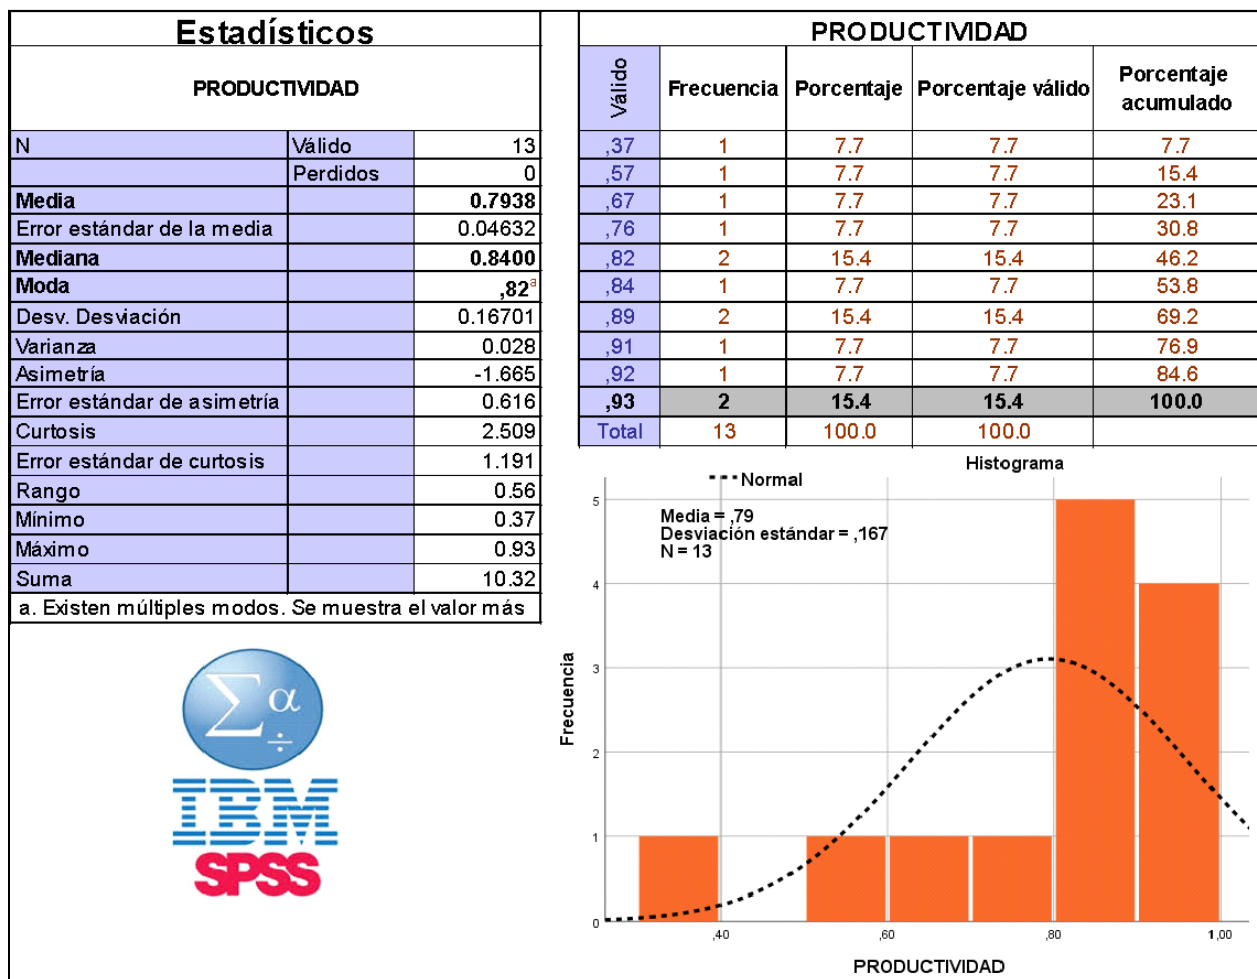 Estadísticos
PRODUCTIVIDAD
N Válido 13
Perdidos 0
Media 0.7938
Error estándar de la media 0.04632
Mediana 0.8400
Moda ,82a
Desv. Desviación 0.16701
Varianza 0.028
Asimetría -1.665
Error estándar de asimetría 0.616
Curtosis 2.509
Error estándar de curtosis 1.191
Rango 0.56
Mínimo 0.37
Máximo 0.93
Suma 10.32
a. Existen múltiples modos. Se muestra el valor más
Σ α ÷
IBM
SPSS
PRODUCTIVIDAD
Válido Frecuencia Porcentaje Porcentaje válido Porcentaje acumulado
,37 1 7.7 7.7 7.7
,57 1 7.7 7.7 15.4
,67 1 7.7 7.7 23.1
,76 1 7.7 7.7 30.8
,82 2 15.4 15.4 46.2
,84 1 7.7 7.7 53.8
,89 2 15.4 15.4 69.2
,91 1 7.7 7.7 76.9
,92 1 7.7 7.7 84.6
,93 2 15.4 15.4 100.0
Total 13 100.0 100.0
Histograma
Normal
Media = ,79
Desviación estándar = ,167
N = 13
Frecuencia
5
4
3
2
1
0
,40 ,60 ,80 1,00
PRODUCTIVIDAD